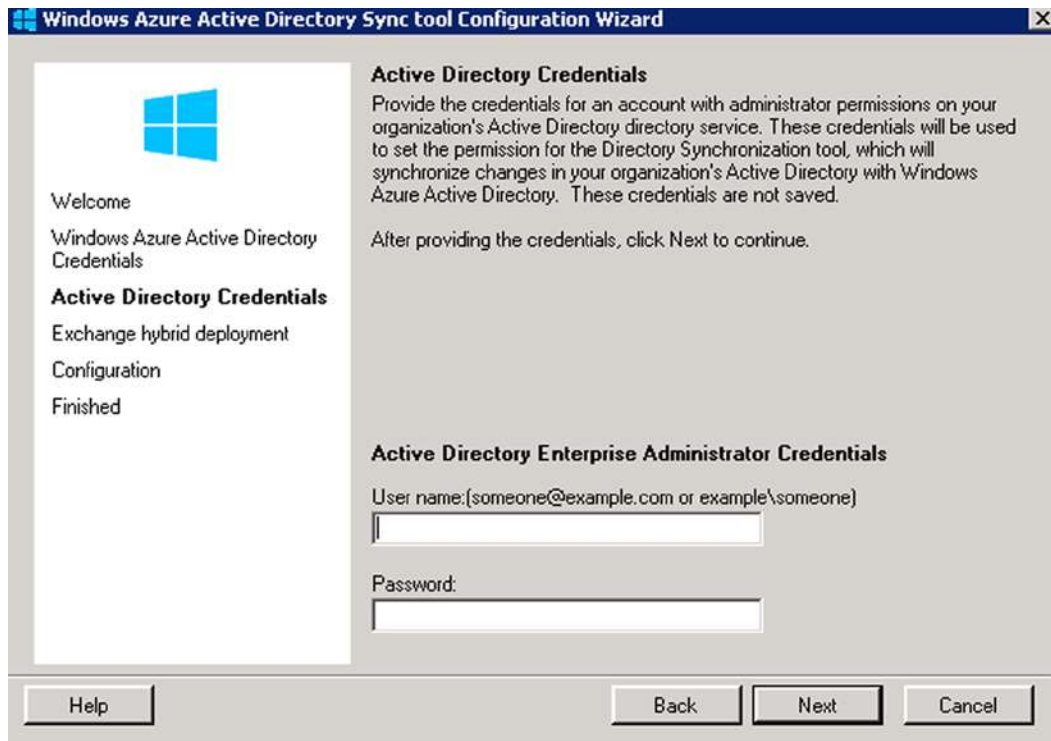 Windows Azure Active Directory Sync tool Configuration Wizard
Welcome
Windows Azure Active Directory
Credentials
Active Directory Credentials
Exchange hybrid deployment
Configuration
Finished
Active Directory Credentials
Provide the credentials for an account with administrator permissions on your
organization's Active Directory directory service. These credentials will be used
to set the permission for the Directory Synchronization tool, which will
synchronize changes in your organization's Active Directory with Windows
Azure Active Directory. These credentials are not saved.
After providing the credentials, click Next to continue.
Active Directory Enterprise Administrator Credentials
User name:(someone@example.com or example\someone)
Password:
Help
Back
Next
Cancel